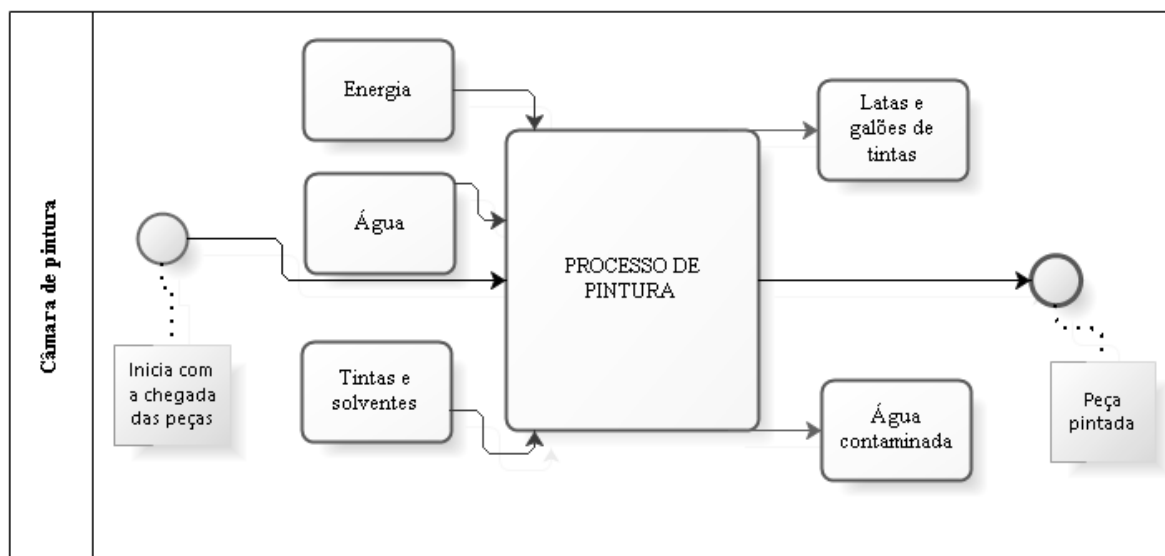 Câmara de pintura
Energia
Água
Inicia com
a chegada
das peças
Tintas e
solventes
PROCESSO DE
PINTURA
Latas e
galões de
tintas
Água
contaminada
Peça
pintada